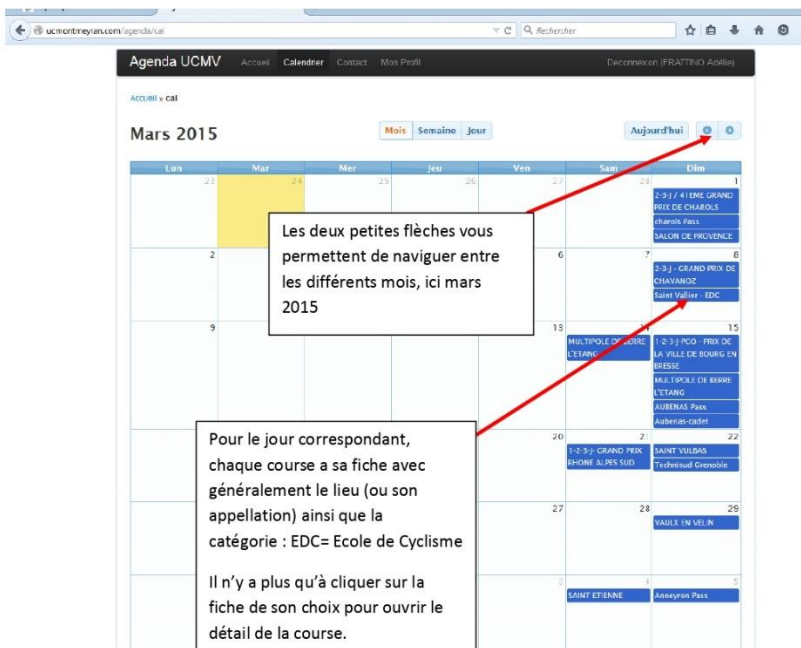 ucmontmeyran.com/agenda/cal
Rechercher
Agenda UCMV Accueil Calendrier Contact Mon Profil Deconnexion (FRATTINO Adélie)
Accueil » cal
Mars 2015
Mois Semaine Jour
Aujourd'hui
Lun Mar Mer Jeu Ven Sam Dim
23 24 25 26 27 28 1
2-3-J / 41EME GRAND
PRIX DE CHAROLS
charols Pass
SALON DE PROVENCE
Les deux petites flèches vous
permettent de naviguer entre
les différents mois, ici mars
2015
2 6 7 8
2-3-J - GRAND PRIX DE
CHAVANOZ
Saint Vallier - EDC
9 13 14 15
MULTIPOLE DE BERRE
L'ETANG
1-2-3-J-PCO - PRIX DE
LA VILLE DE BOURG EN
BRESSE
MULTIPOLE DE BERRE
L'ETANG
AUBENAS Pass
Aubenas-cadet
Pour le jour correspondant,
chaque course a sa fiche avec
généralement le lieu (ou son
appellation) ainsi que la
catégorie : EDC= Ecole de Cyclisme
Il n'y a plus qu'à cliquer sur la
fiche de son choix pour ouvrir le
détail de la course.
20 21 22
1-2-3-J- GRAND PRIX
RHONE ALPES SUD
SAINT VULBAS
Technisud Grenoble
27 28 29
VAULX EN VELIN
3 4 5
SAINT ETIENNE
Anneyron Pass